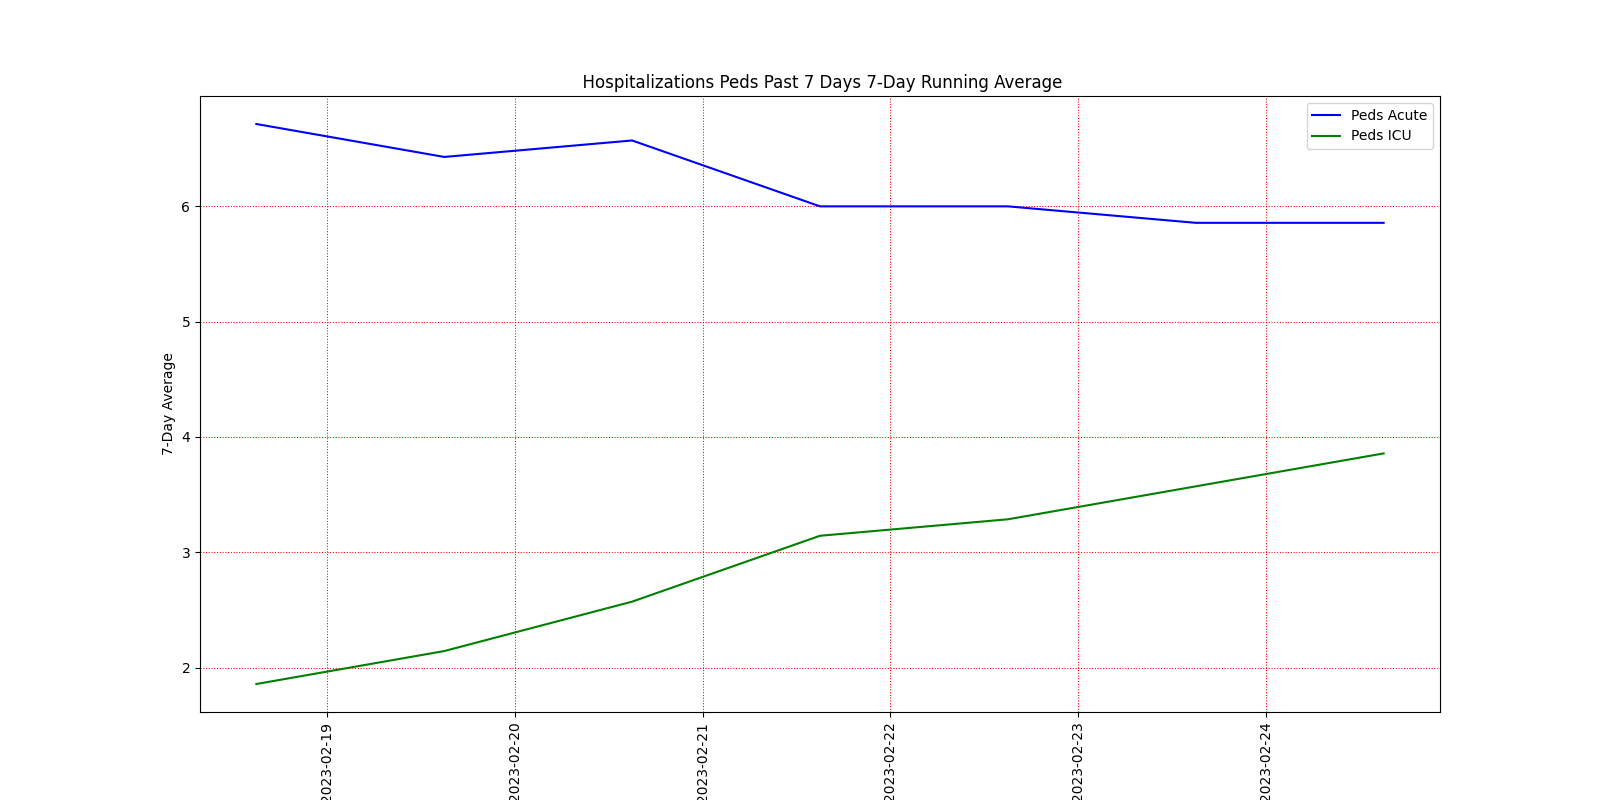 Hospitalizations Peds Past 7 Days 7-Day Running Average
Peds Acute
Peds ICU
7-Day Average
6
5
4
3
2
2023-02-19
2023-02-20
2023-02-21
2023-02-22
2023-02-23
2023-02-24